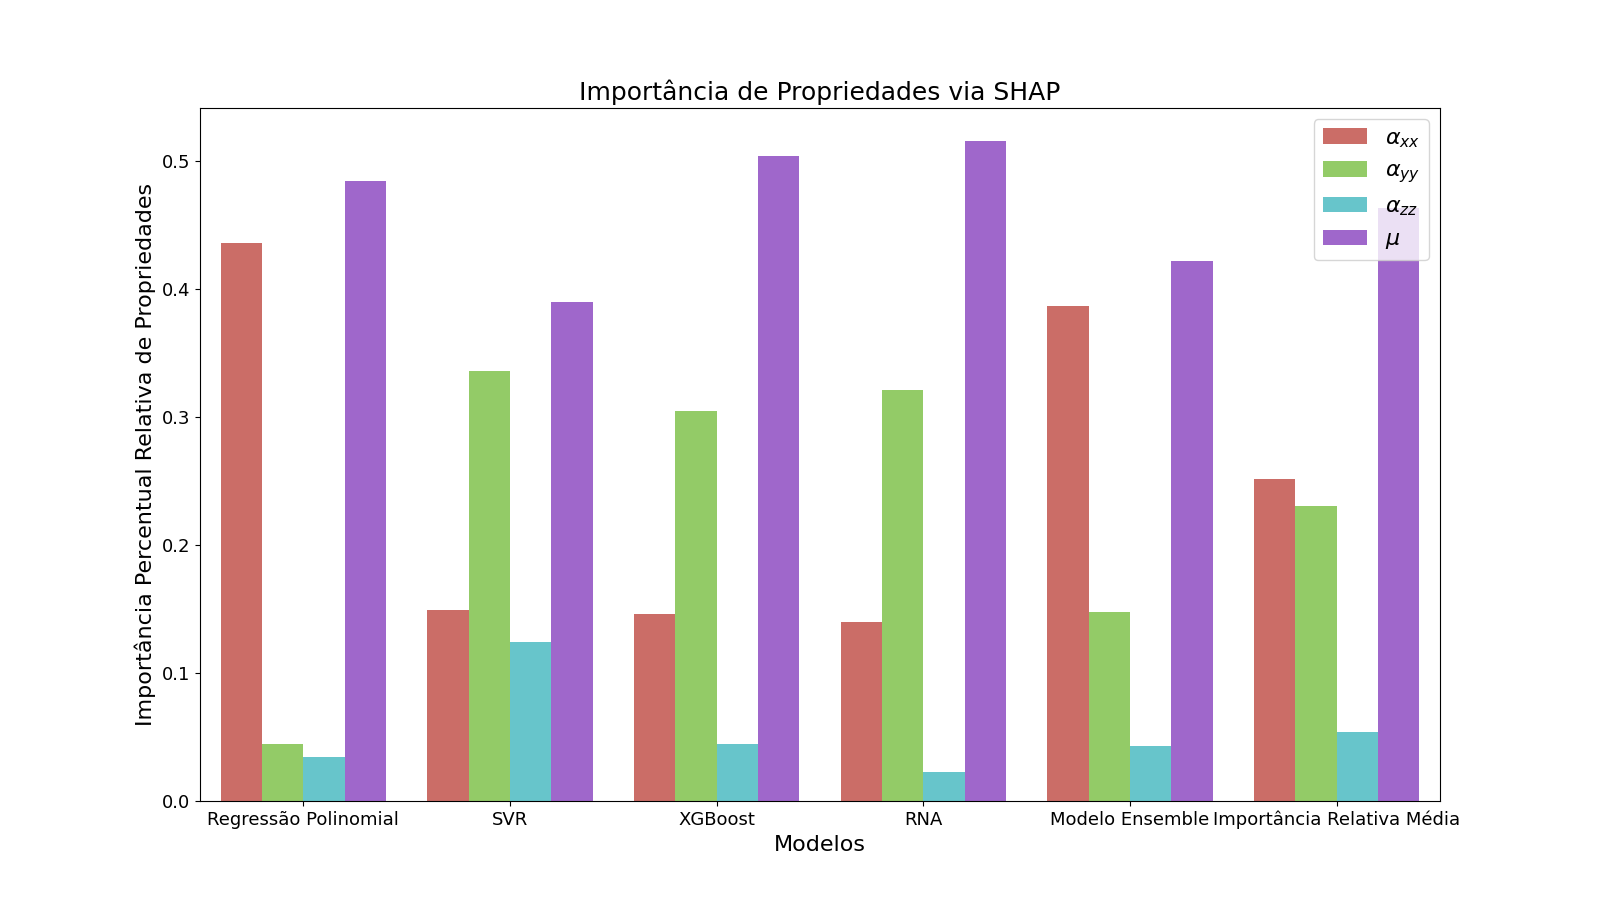 Importância de Propriedades via SHAP
Importância Percentual Relativa de Propriedades
0.5
0.4
0.3
0.2
0.1
0.0
αxx
αyy
αzz
μ
Regressão Polinomial
SVR
XGBoost
RNA
Modelo Ensemble
Importância Relativa Média
Modelos